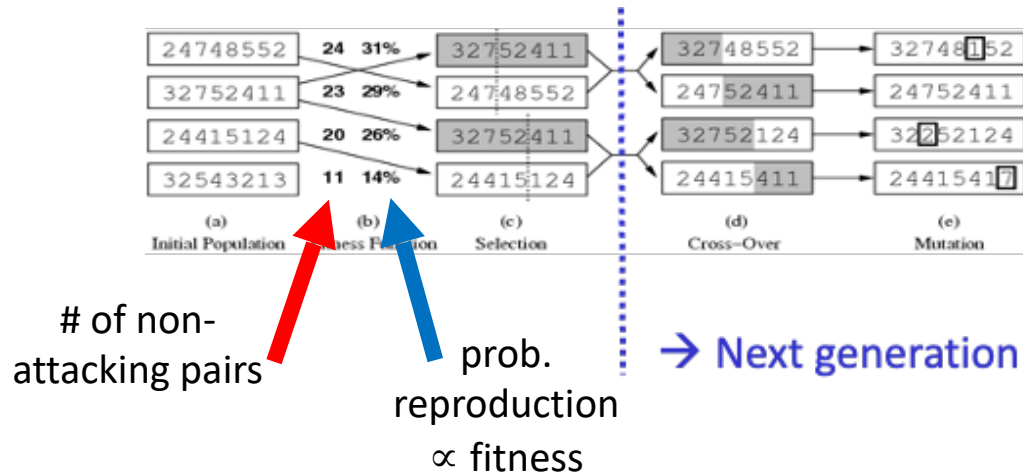 24748552 24 31% 32752411 32748552 32748152
32752411 23 29% 24748552 24752411 24752411
24415124 20 26% 32752411 32752124 32252124
32543213 11 14% 24415124 24415411 24415417
(a) (b) (c) (d) (e)
Initial Population Selection Cross–Over Mutation
# of non-
attacking pairs
prob.
reproduction
∝ fitness
→ Next generation